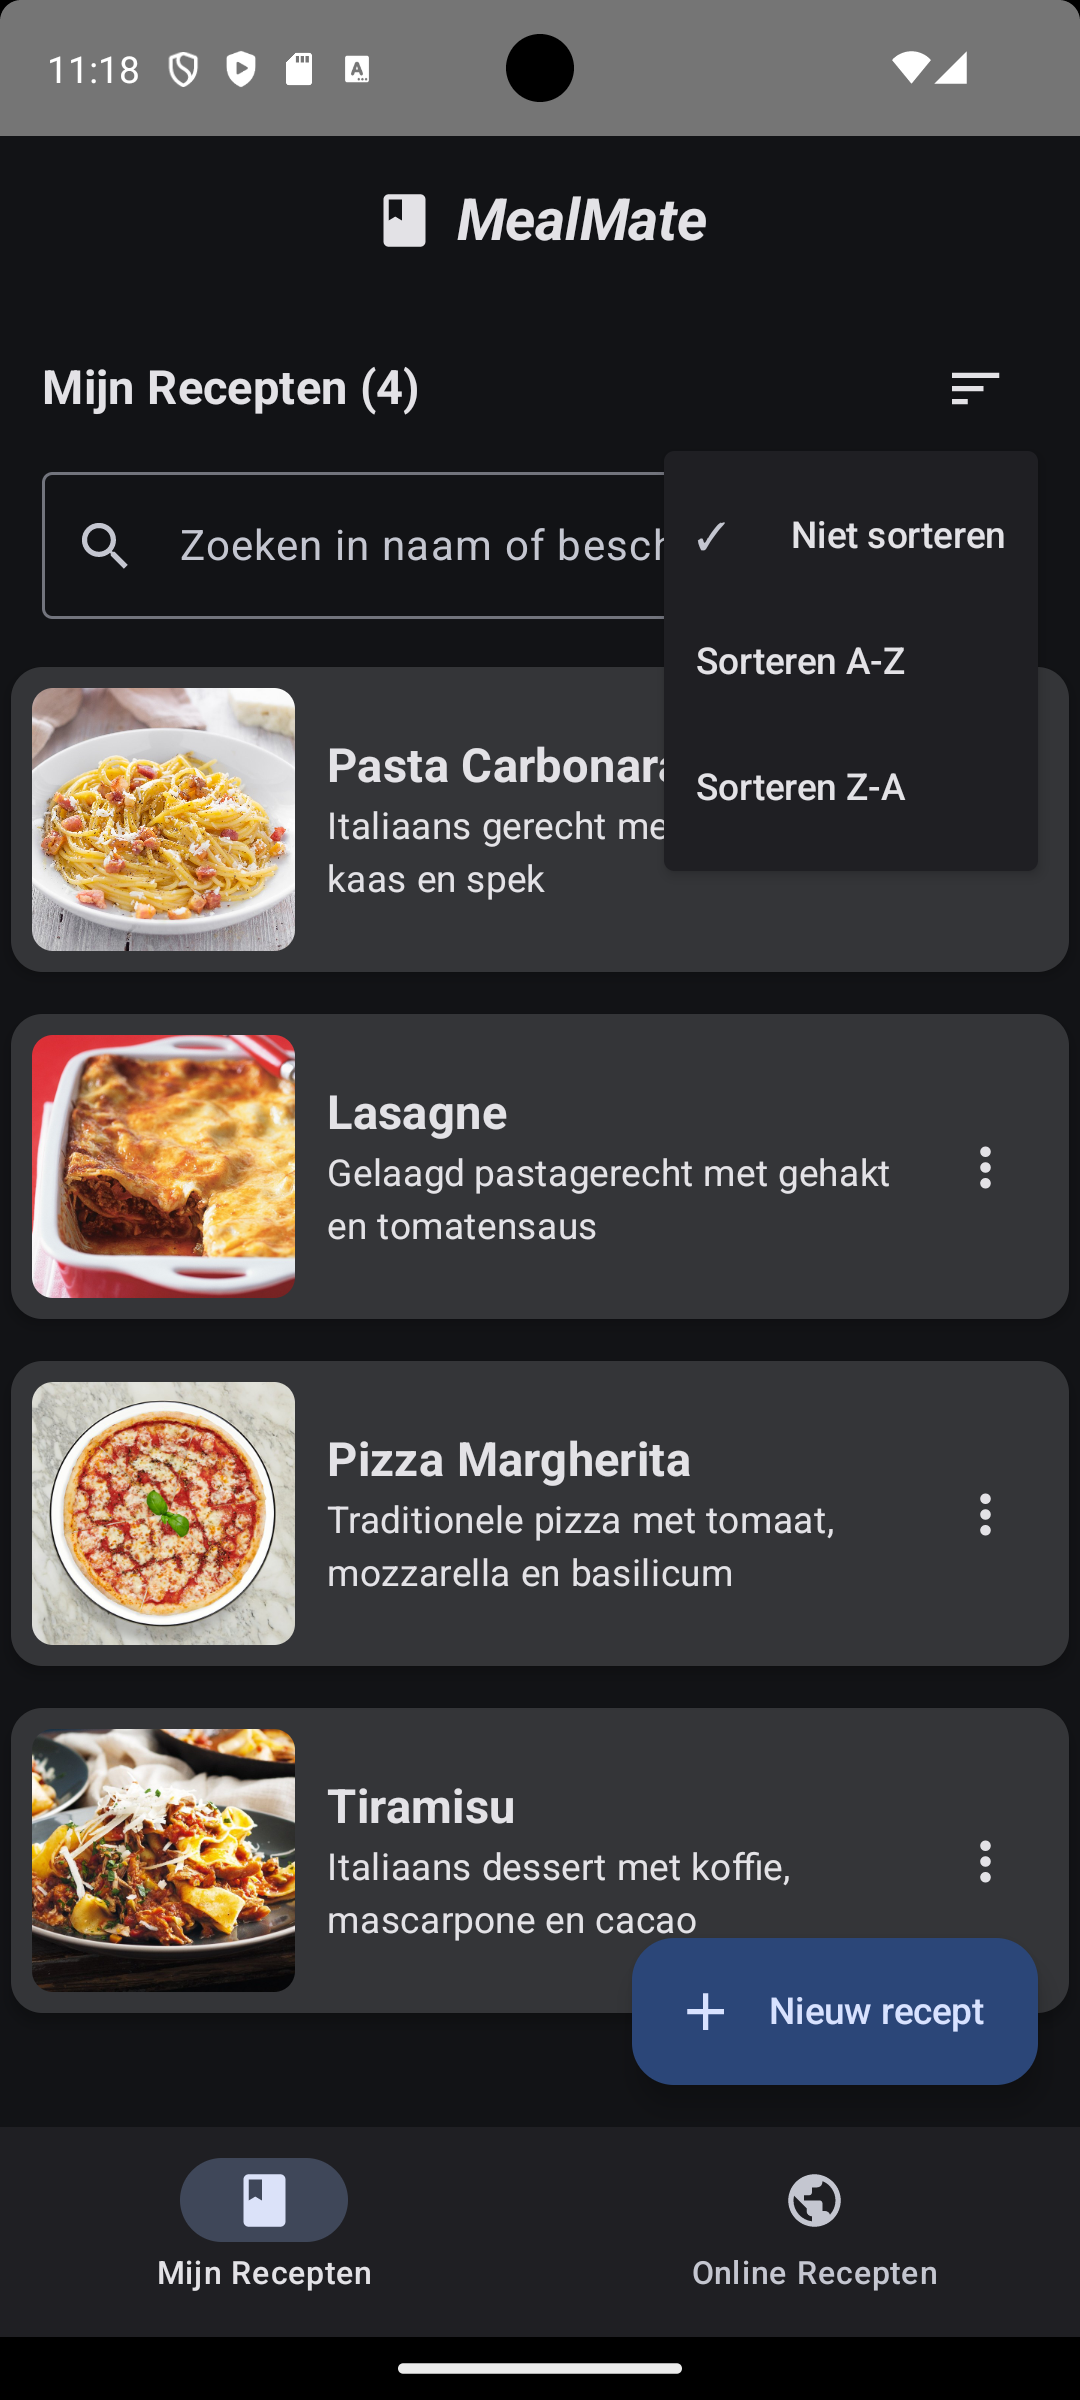 11:18
MealMate
Mijn Recepten (4)
Zoeken in naam of besch
✓ Niet sorteren
Sorteren A-Z
Sorteren Z-A
Pasta Carbonara
Italiaans gerecht me
kaas en spek
Lasagne
Gelaagd pastagerecht met gehakt
en tomatensaus
Pizza Margherita
Traditionele pizza met tomaat,
mozzarella en basilicum
Tiramisu
Italiaans dessert met koffie,
mascarpone en cacao
Nieuw recept
Mijn Recepten
Online Recepten